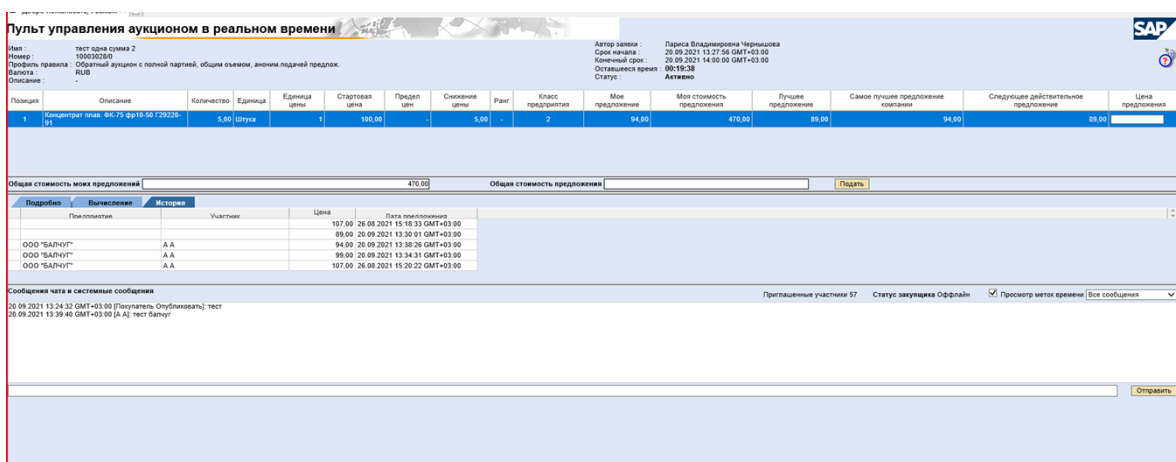 Пульт управления аукционом в реальном времени
SAP
Имя : тест одна сумма 2
Номер : 10003028/0
Профиль правила : Обратный аукцион с полной партией, общим объемом, аноним.подачей предлож.
Валюта : RUB
Описание : -
Автор заявки : Лариса Владимировна Чернышова
Срок начала : 20.09.2021 13:27:56 GMT+03:00
Конечный срок : 20.09.2021 14:00:00 GMT+03:00
Оставшееся время : 00:19:38
Статус : Активно
Позиция Описание Количество Единица Единица цены Стартовая цена Предел цен Снижение цены Ранг Класс предприятия Мое предложение Моя стоимость предложения Лучшее предложение Самое лучшее предложение компании Следующее действительное предложение Цена предложения
1 Концентрат плав. ФК-75 фр10-50 Г29220-91 5,00 Штука 1 100,00 - 5,00 - 2 94,00 470,00 89,00 94,00 89,00
Общая стоимость моих предложений 470,00 Общая стоимость предложения Подать
Подробно Вычисление История
Предприятие Участник Цена Дата предложения
107,00 26.08.2021 15:18:33 GMT+03:00
89,00 20.09.2021 13:30:01 GMT+03:00
ООО "БАЛЧУГ" А А 94,00 20.09.2021 13:38:26 GMT+03:00
ООО "БАЛЧУГ" А А 99,00 20.09.2021 13:34:31 GMT+03:00
ООО "БАЛЧУГ" А А 107,00 26.08.2021 15:20:22 GMT+03:00
Сообщения чата и системные сообщения Приглашенные участники 57 Статус закупщика Оффлайн Просмотр меток времени Все сообщения
20.09.2021 13:24:32 GMT+03:00 [Покупатель Опубликовать]: тест
20.09.2021 13:39:40 GMT+03:00 [А А]: тест балчуг
Отправить